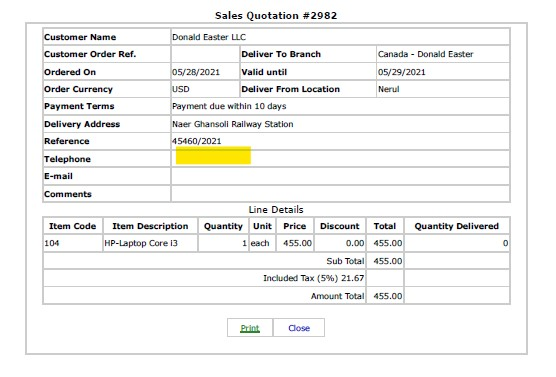 Sales Quotation #2982
Customer Name Donald Easter LLC
Customer Order Ref. Deliver To Branch Canada - Donald Easter
Ordered On 05/28/2021 Valid until 05/29/2021
Order Currency USD Deliver From Location Nerul
Payment Terms Payment due within 10 days
Delivery Address Naer Ghansoli Railway Station
Reference 45460/2021
Telephone
E-mail
Comments
Line Details
Item Code Item Description Quantity Unit Price Discount Total Quantity Delivered
104 HP-Laptop Core i3 1 each 455.00 0.00 455.00 0
Sub Total 455.00
Included Tax (5%) 21.67
Amount Total 455.00
Print Close